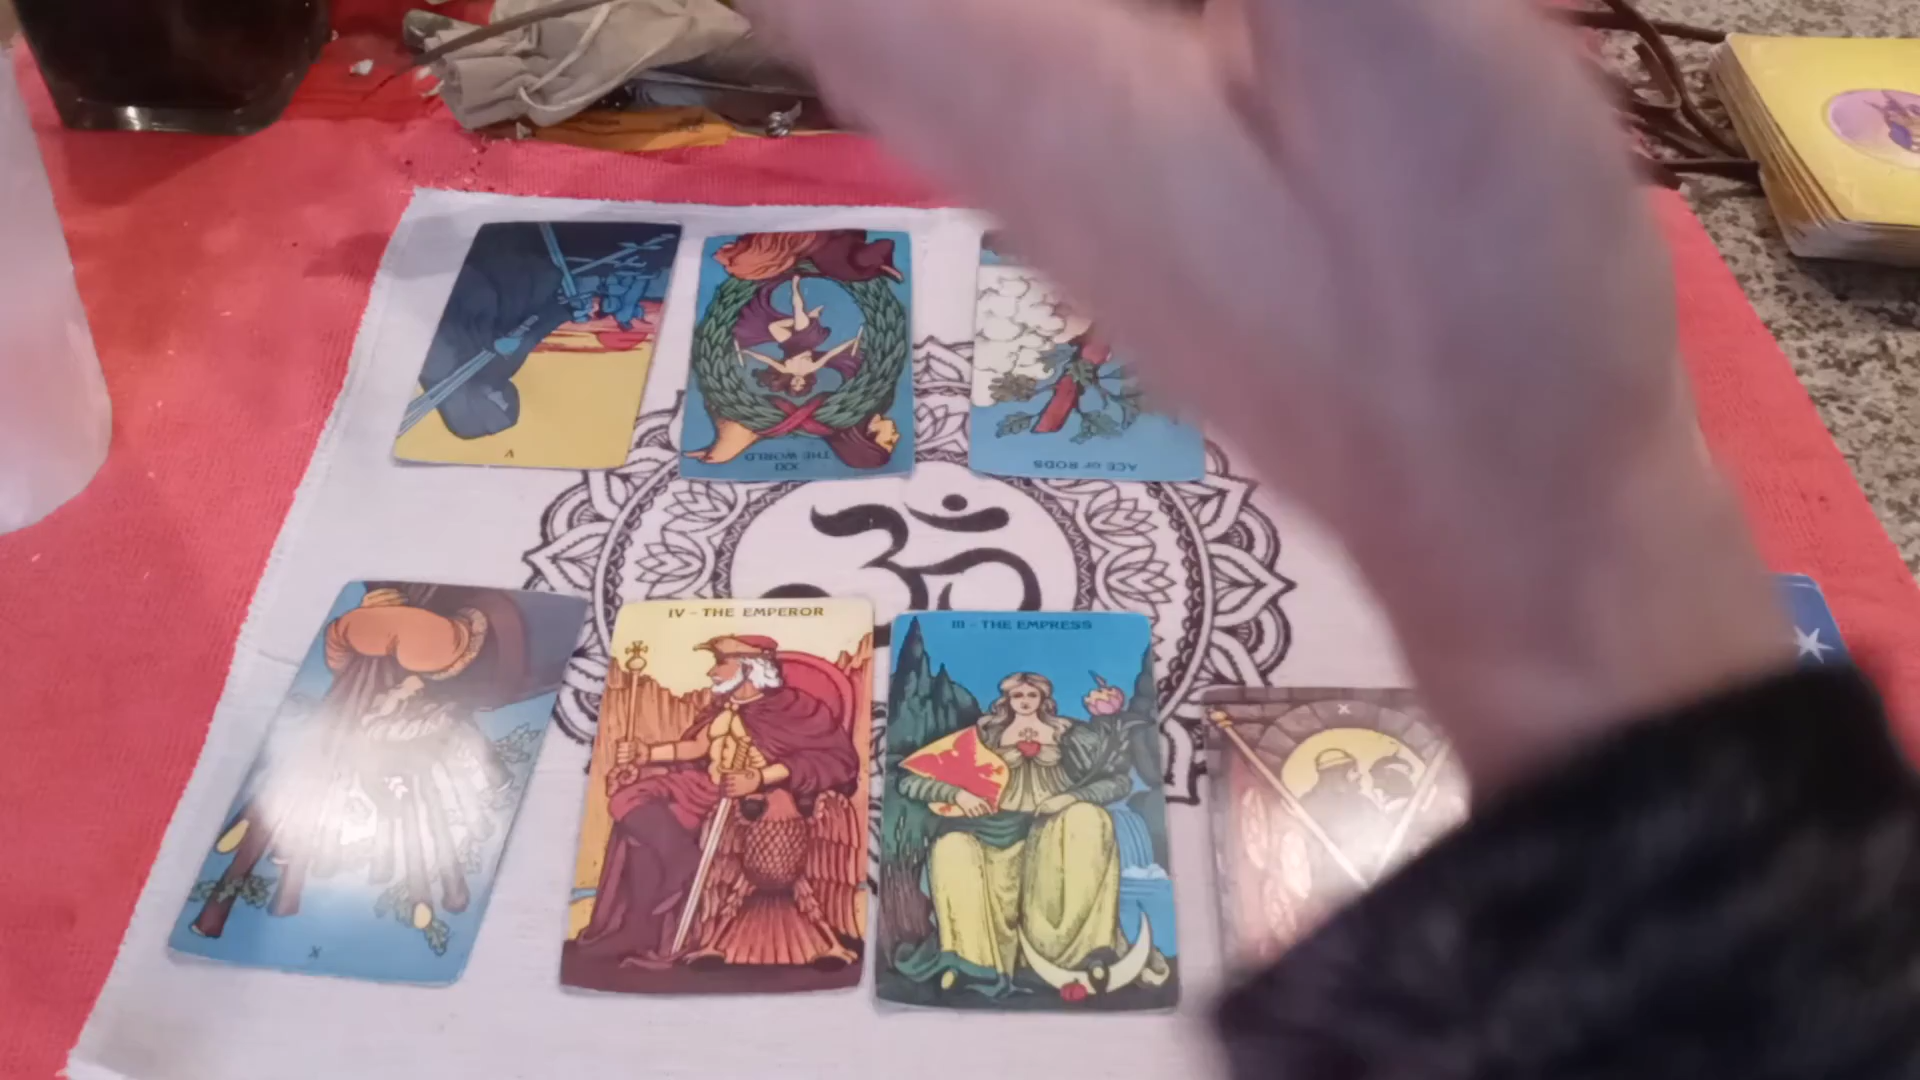 V
THE WORLD
XXI
ACE OF RODS
ॐ
IV - THE EMPEROR
III - THE EMPRESS
X
X